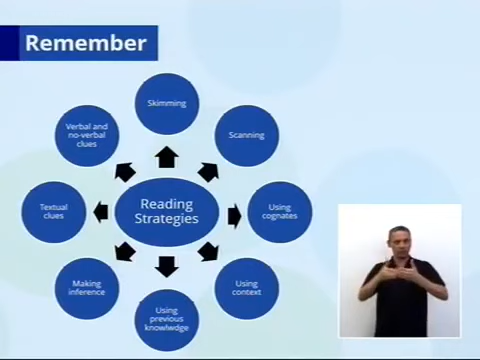 Remember
Skimming
Verbal and
no-verbal
clues
Scanning
Reading
Strategies
Textual
clues
Using
cognates
Making
inference
Using
context
Using
previous
knowlwdge